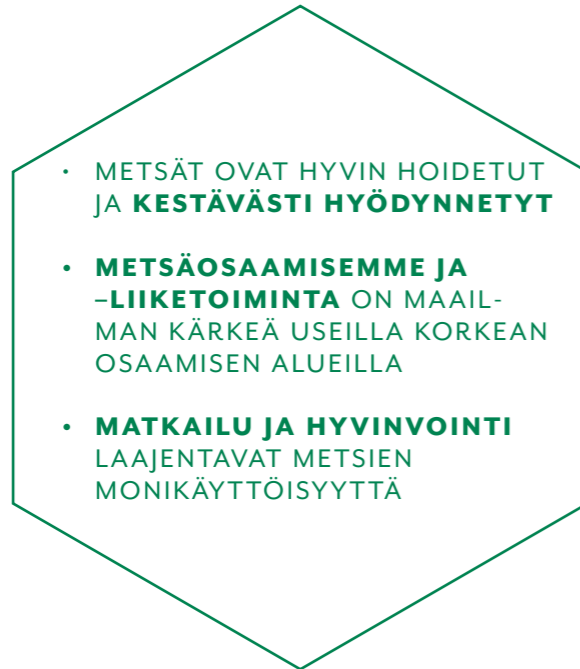 • METSÄT OVAT HYVIN HOIDETUT
JA KESTÄVÄSTI HYÖDYNNETYT
• METSÄOSAAMISEMME JA
–LIIKETOIMINTA ON MAAIL-
MAN KÄRKEÄ USEILLA KORKEAN
OSAAMISEN ALUEILLA
• MATKAILU JA HYVINVOINTI
LAAJENTAVAT METSIEN
MONIKÄYTTÖISYYTTÄ